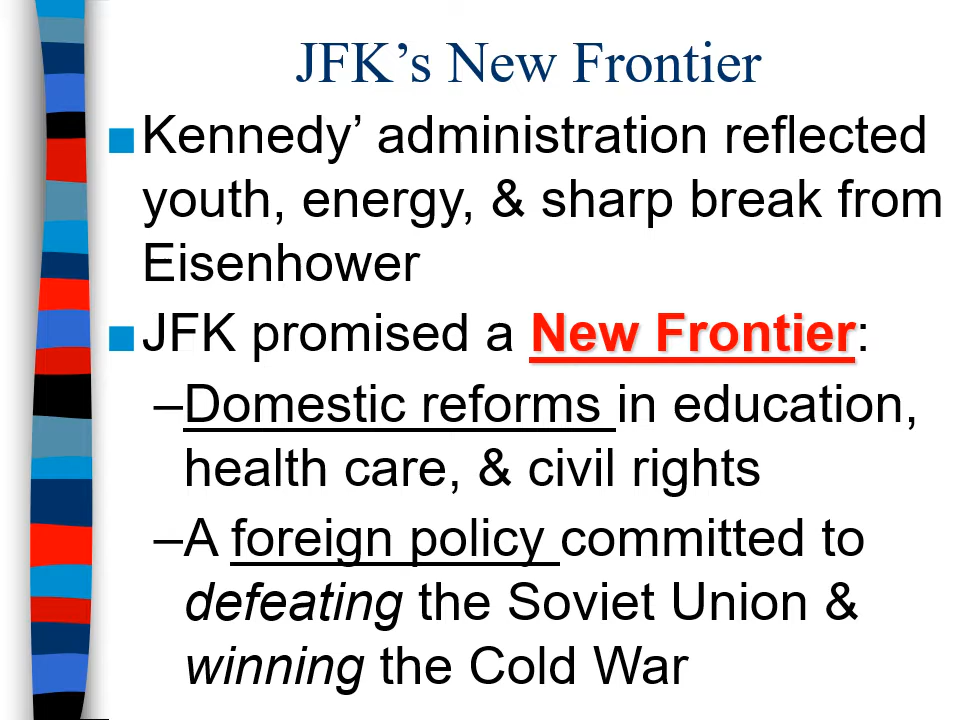 JFK’s New Frontier
■Kennedy’ administration reflected
youth, energy, & sharp break from
Eisenhower
■JFK promised a New Frontier:
–Domestic reforms in education,
health care, & civil rights
–A foreign policy committed to
defeating the Soviet Union &
winning the Cold War